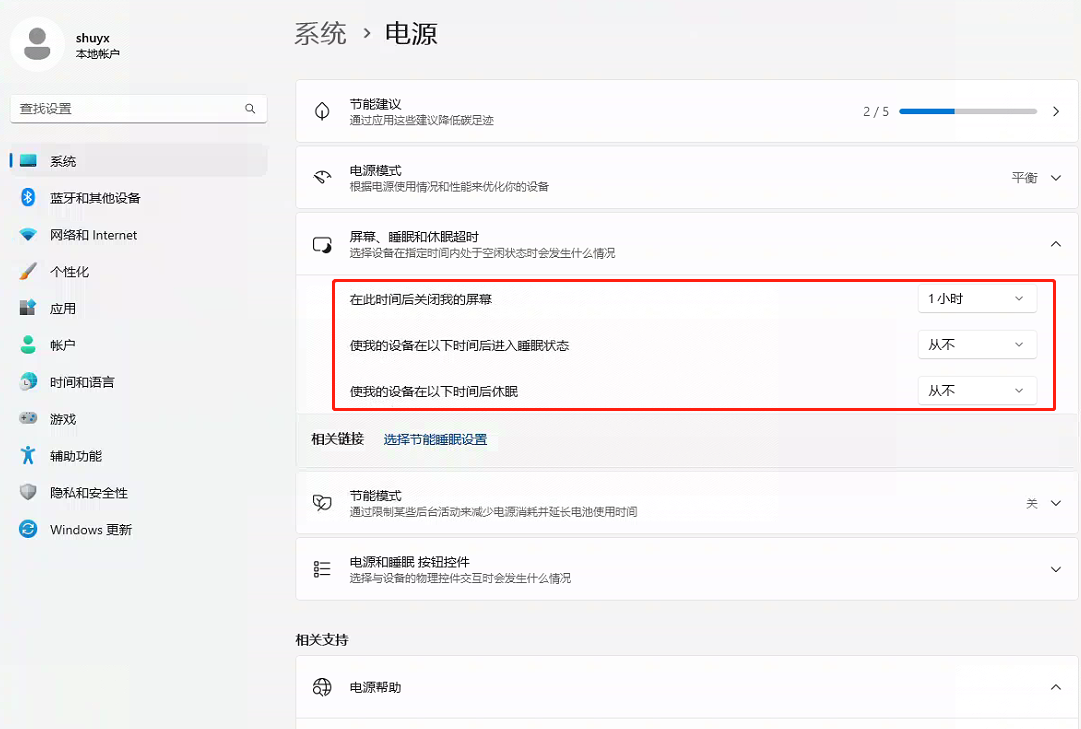 shuyx
本地帐户
查找设置
系统
蓝牙和其他设备
网络和 Internet
个性化
应用
帐户
时间和语言
游戏
辅助功能
隐私和安全性
Windows 更新
系统 › 电源
节能建议
通过应用这些建议降低碳足迹
2 / 5
电源模式
根据电源使用情况和性能来优化你的设备
平衡
屏幕、睡眠和休眠超时
选择设备在指定时间内处于空闲状态时会发生什么情况
在此时间后关闭我的屏幕
1 小时
使我的设备在以下时间后进入睡眠状态
从不
使我的设备在以下时间后休眠
从不
相关链接 选择节能睡眠设置
节能模式
通过限制某些后台活动来减少电源消耗并延长电池使用时间
关
电源和睡眠 按钮控件
选择与设备的物理控件交互时会发生什么情况
相关支持
电源帮助